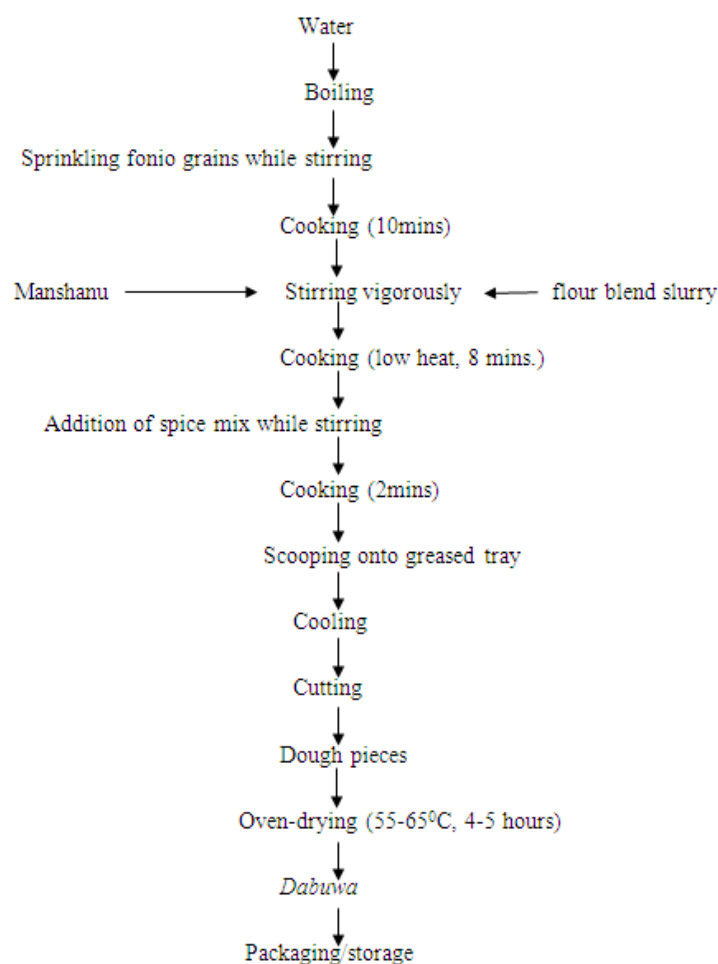 Water
Boiling
Sprinkling fonio grains while stirring
Cooking (10mins)
Manshanu Stirring vigorously flour blend slurry
Cooking (low heat, 8 mins.)
Addition of spice mix while stirring
Cooking (2mins)
Scooping onto greased tray
Cooling
Cutting
Dough pieces
Oven-drying (55-65⁰C, 4-5 hours)
Dabuwa
Packaging/storage